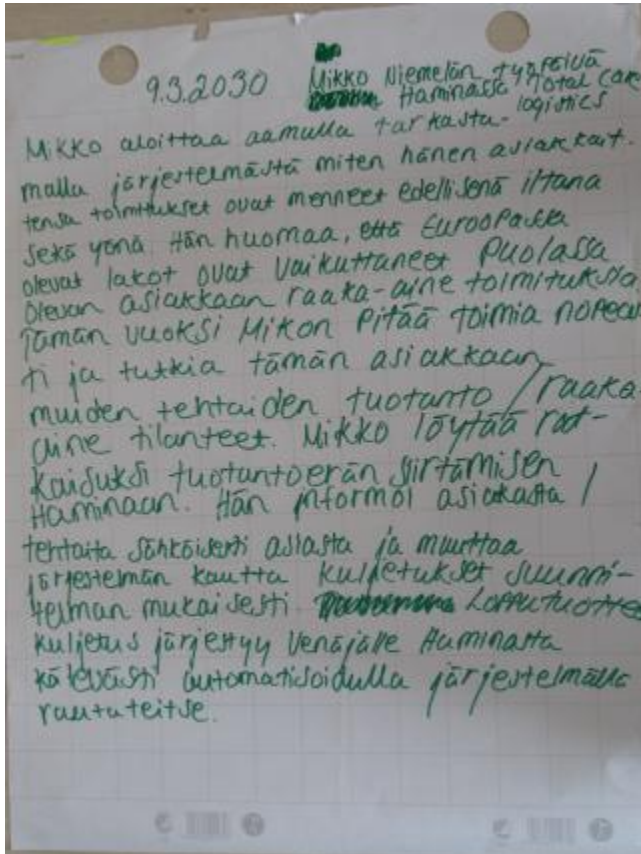 9.3.2030 Mikko Niemelän työpäivä
Haminassa Total Care-
logistics
Mikko aloittaa aamulla tarkasta-
malla järjestelmästä miten hänen asiakkait-
tensa toimitukset ovat menneet edellisenä iltana
sekä yönä. Hän huomaa, että Euroopassa
olevat lakot ovat vaikuttaneet Puolassa
olevan asiakkaan raaka-aine toimituksia
Tämän vuoksi Mikon pitää toimia nopeas
ti ja tutkia tämän asiakkaan
muiden tehtaiden tuotanto / raaka-
aine tilanteet. Mikko löytää rat-
kaisuksi tuotantoerän siirtämisen
Haminaan. Hän informoi asiakasta /
tehtaita sähköisesti asiasta ja muuttaa
järjestelmän kautta kuljetukset suunni-
telman mukaisesti Lopputuotteen
kuljetus järjestyy Venäjälle Haminasta
kätevästi automatisoidulla järjestelmällä
rautateitse.